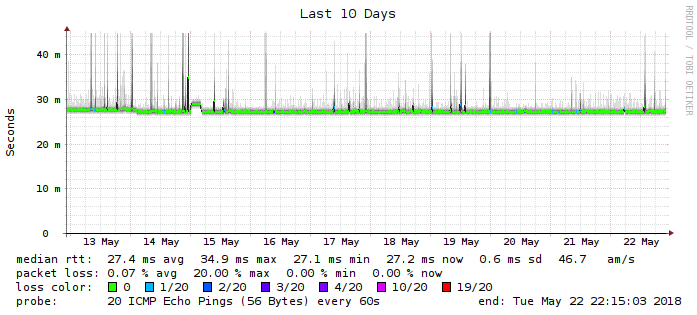 Last 10 Days
RRDTOOL / TOBI OETIKER
Seconds
40 m
30 m
20 m
10 m
0
13 May 14 May 15 May 16 May 17 May 18 May 19 May 20 May 21 May 22 May
median rtt: 27.4 ms avg 34.9 ms max 27.1 ms min 27.2 ms now 0.6 ms sd 46.7 am/s
packet loss: 0.07 % avg 20.00 % max 0.00 % min 0.00 % now
loss color: 0 1/20 2/20 3/20 4/20 10/20 19/20
probe: 20 ICMP Echo Pings (56 Bytes) every 60s end: Tue May 22 22:15:03 2018